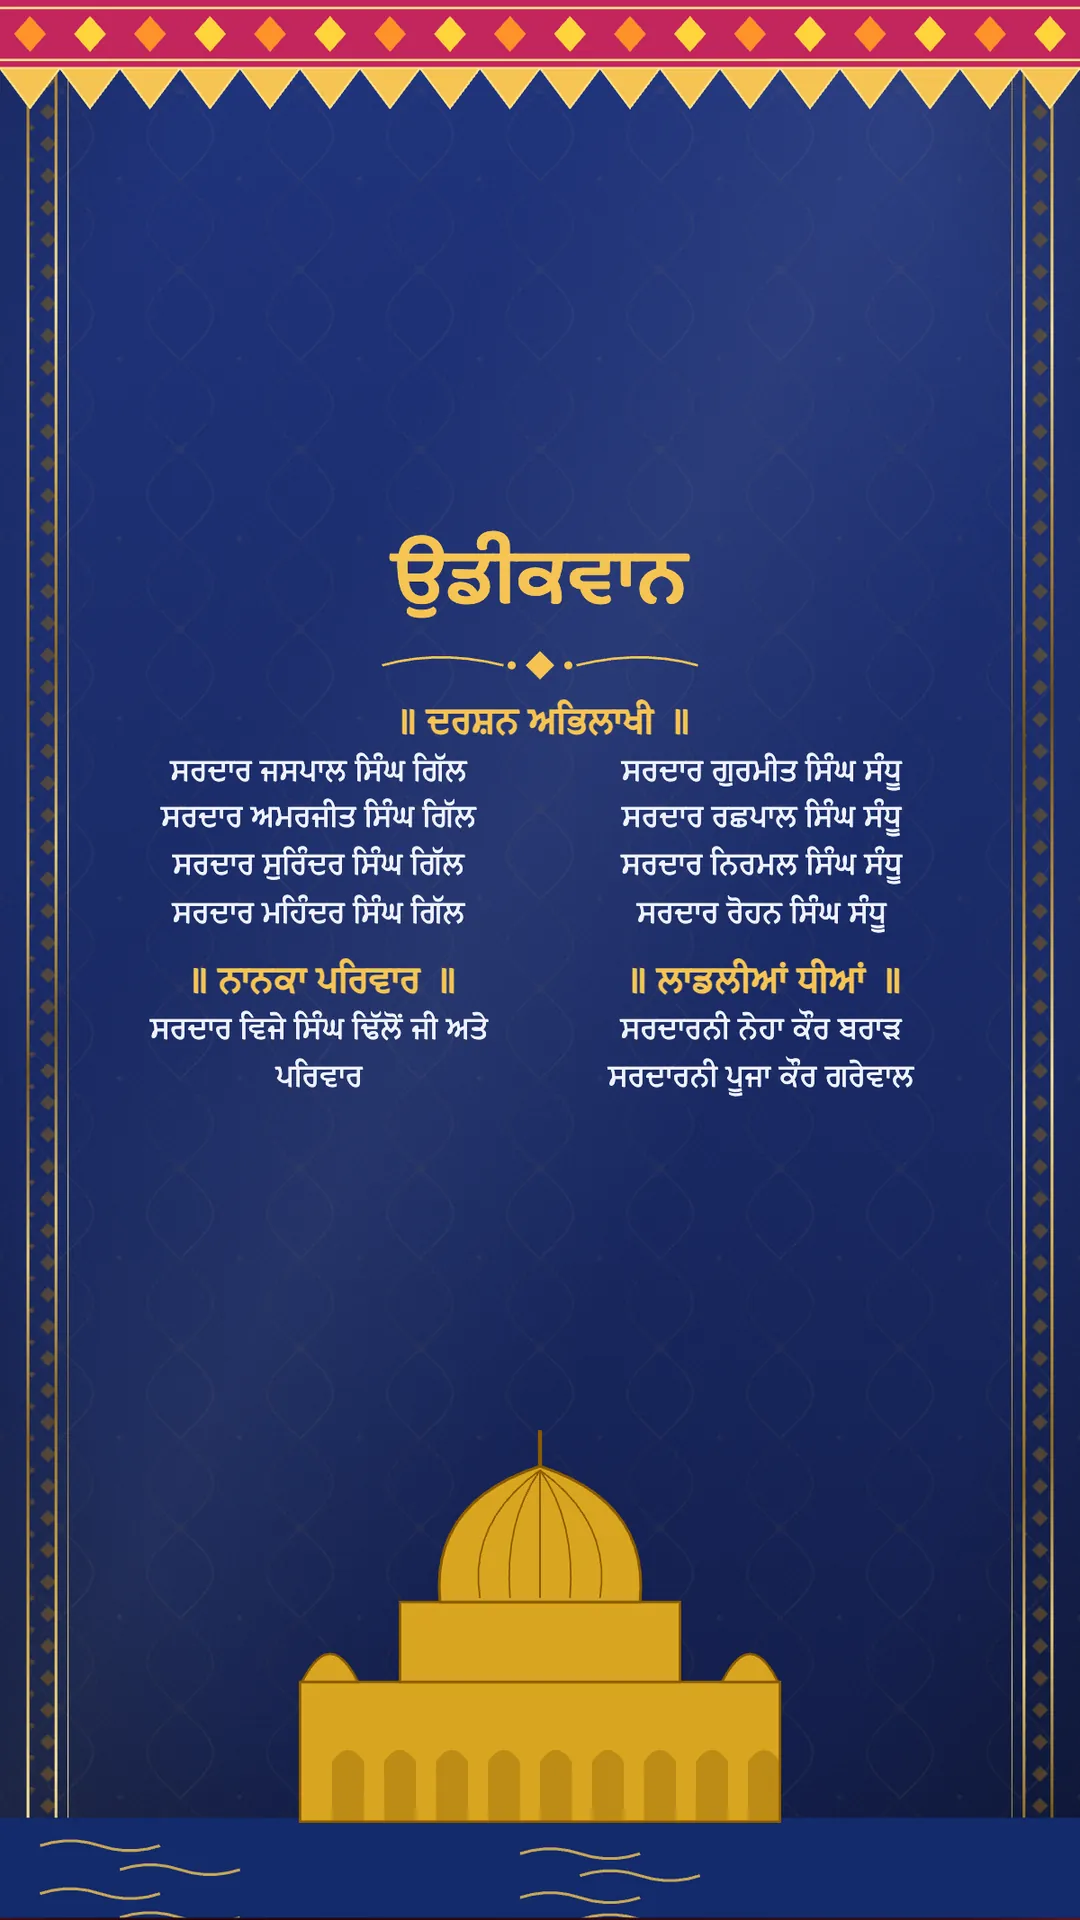 ਉਡੀਕਵਾਨ
॥ ਦਰਸ਼ਨ ਅਭਿਲਾਖੀ ॥
ਸਰਦਾਰ ਜਸਪਾਲ ਸਿੰਘ ਗਿੱਲ
ਸਰਦਾਰ ਅਮਰਜੀਤ ਸਿੰਘ ਗਿੱਲ
ਸਰਦਾਰ ਸੁਰਿੰਦਰ ਸਿੰਘ ਗਿੱਲ
ਸਰਦਾਰ ਮਹਿੰਦਰ ਸਿੰਘ ਗਿੱਲ
ਸਰਦਾਰ ਗੁਰਮੀਤ ਸਿੰਘ ਸੰਧੂ
ਸਰਦਾਰ ਰਛਪਾਲ ਸਿੰਘ ਸੰਧੂ
ਸਰਦਾਰ ਨਿਰਮਲ ਸਿੰਘ ਸੰਧੂ
ਸਰਦਾਰ ਰੋਹਨ ਸਿੰਘ ਸੰਧੂ
॥ ਨਾਨਕਾ ਪਰਿਵਾਰ ॥
ਸਰਦਾਰ ਵਿਜੇ ਸਿੰਘ ਢਿੱਲੋਂ ਜੀ ਅਤੇ
ਪਰਿਵਾਰ
॥ ਲਾਡਲੀਆਂ ਧੀਆਂ ॥
ਸਰਦਾਰਨੀ ਨੇਹਾ ਕੌਰ ਬਰਾੜ
ਸਰਦਾਰਨੀ ਪੂਜਾ ਕੌਰ ਗਰੇਵਾਲ